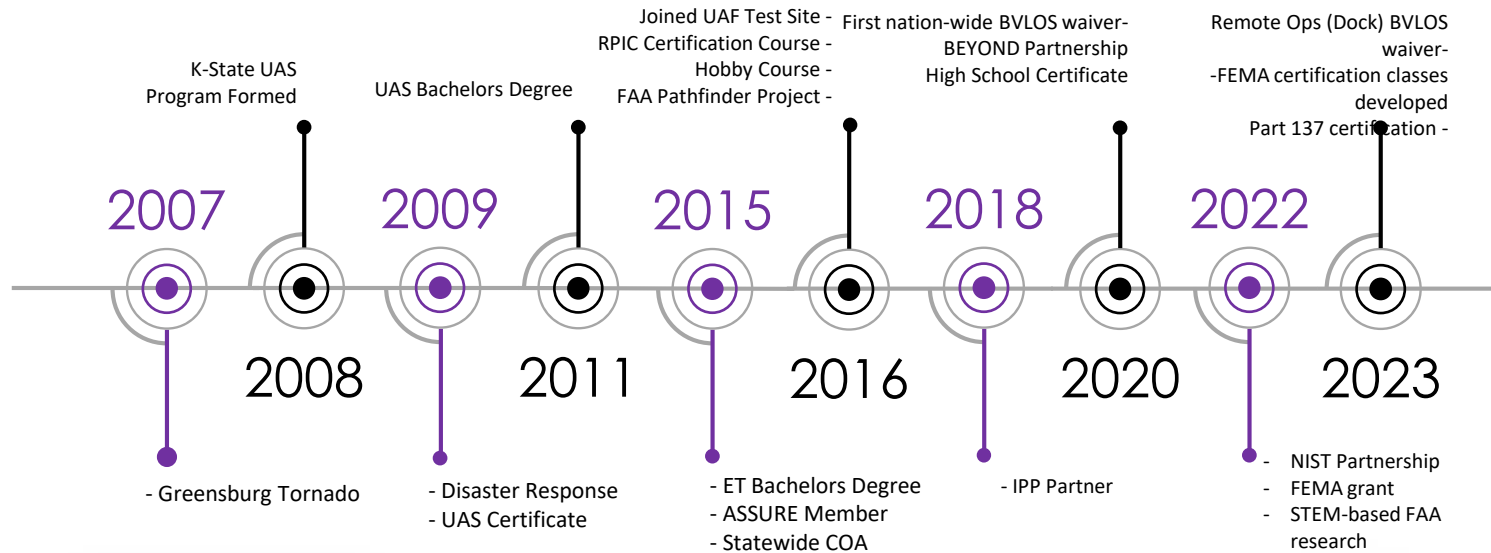 K-State UAS
Program Formed
UAS Bachelors Degree
Joined UAF Test Site -
RPIC Certification Course -
Hobby Course -
FAA Pathfinder Project -
First nation-wide BVLOS waiver-
BEYOND Partnership
High School Certificate
Remote Ops (Dock) BVLOS
waiver-
-FEMA certification classes
developed
Part 137 certification -
2007
2009
2015
2018
2022
2008
2011
2016
2020
2023
- Greensburg Tornado
- Disaster Response
- UAS Certificate
- ET Bachelors Degree
- ASSURE Member
- Statewide COA
- IPP Partner
- NIST Partnership
- FEMA grant
- STEM-based FAA
research